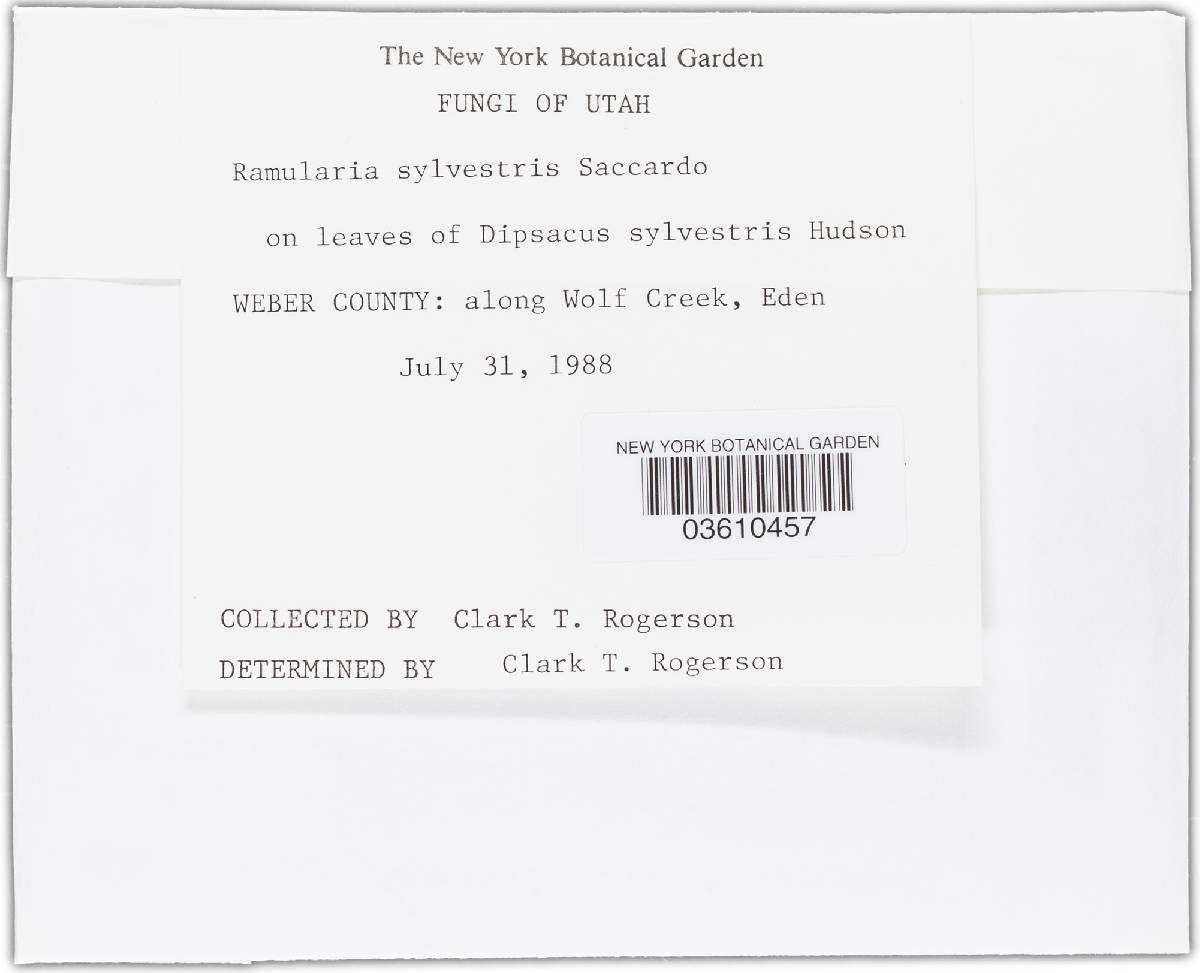 The New York Botanical Garden
FUNGI OF UTAH
Ramularia sylvestris Saccardo
on leaves of Dipsacus sylvestris Hudson
WEBER COUNTY: along Wolf Creek, Eden
July 31, 1988
NEW YORK BOTANICAL GARDEN
03610457
COLLECTED BY Clark T. Rogerson
DETERMINED BY Clark T. Rogerson